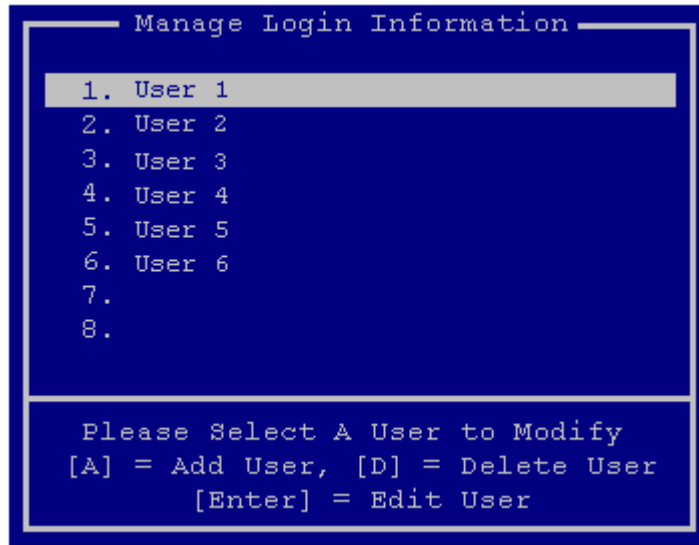 Manage Login Information
1. User 1
2. User 2
3. User 3
4. User 4
5. User 5
6. User 6
7.
8.
Please Select A User to Modify
[A] = Add User, [D] = Delete User
[Enter] = Edit User